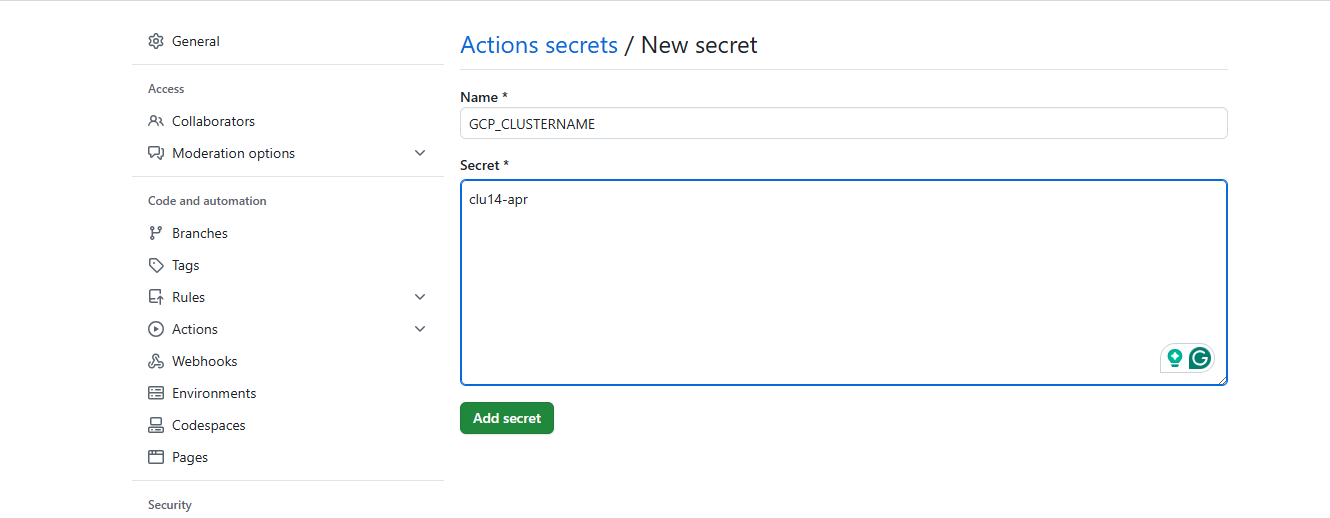 General
Access
Collaborators
Moderation options
Code and automation
Branches
Tags
Rules
Actions
Webhooks
Environments
Codespaces
Pages
Security
Actions secrets / New secret
Name *
GCP_CLUSTERNAME
Secret *
clu14-apr
Add secret